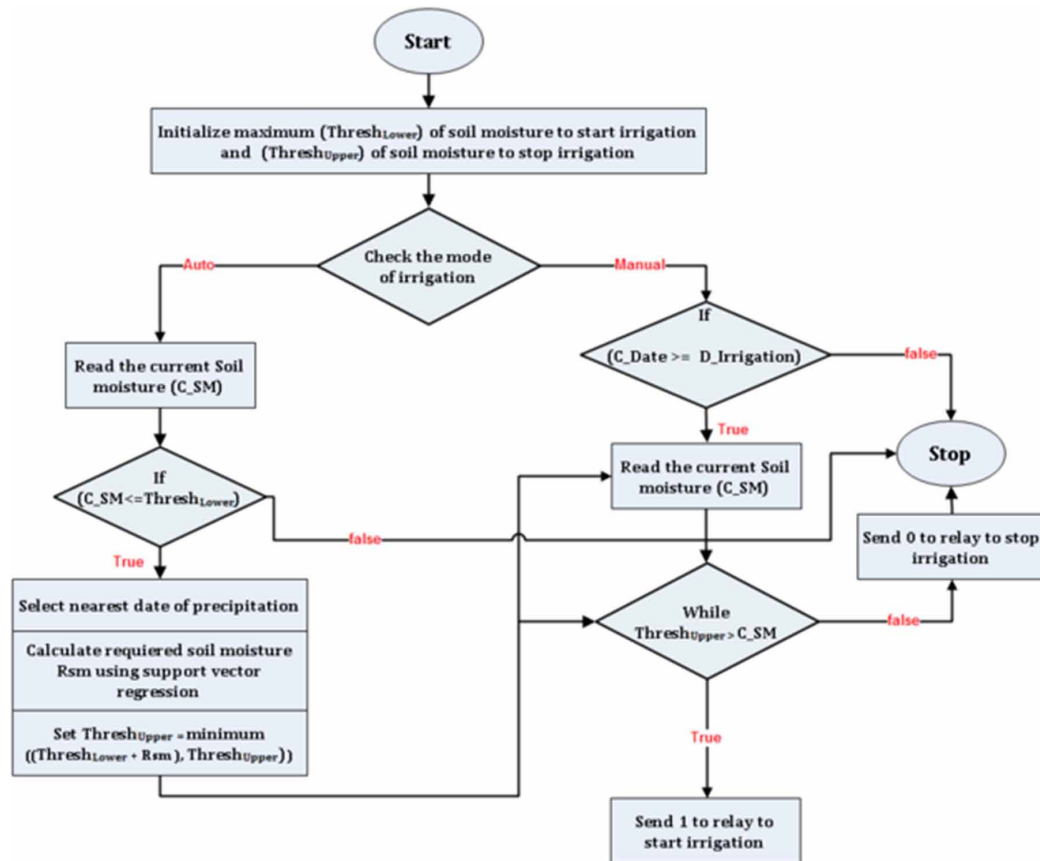 Start
Initialize maximum (ThreshLower) of soil moisture to start irrigation
and (ThreshUpper) of soil moisture to stop irrigation
Check the mode
of irrigation
Auto
Manual
If
(C_Date >= D_Irrigation)
false
True
Read the current Soil
moisture (C_SM)
If
(C_SM<=ThreshLower)
false
True
Read the current Soil
moisture (C_SM)
Stop
Send 0 to relay to stop
irrigation
Select nearest date of precipitation
Calculate requiered soil moisture
Rsm using support vector
regression
Set ThreshUpper = minimum
((ThreshLower + Rsm), ThreshUpper))
While
ThreshUpper > C_SM
false
True
Send 1 to relay to
start irrigation